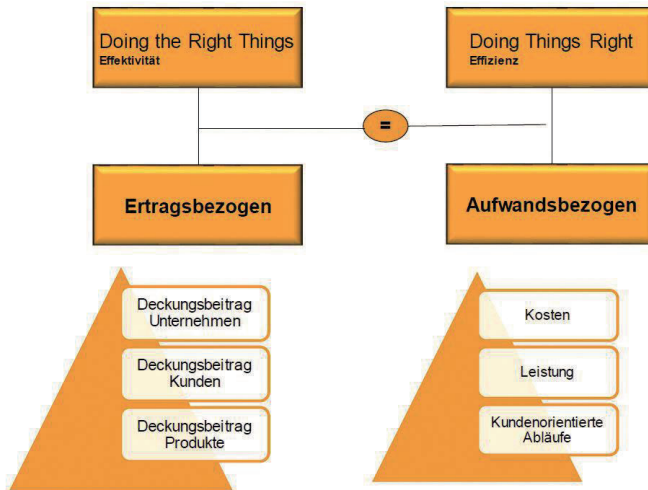 Doing the Right Things
Effektivität
Doing Things Right
Effizienz
=
Ertragsbezogen
Aufwandsbezogen
Deckungsbeitrag
Unternehmen
Deckungsbeitrag
Kunden
Deckungsbeitrag
Produkte
Kosten
Leistung
Kundenorientierte
Abläufe